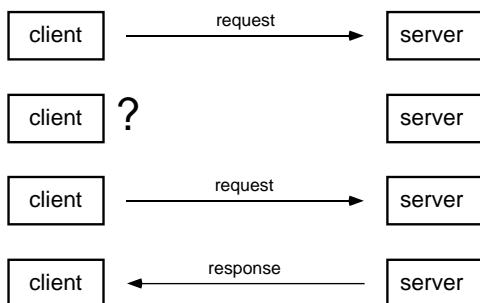 client request server
client ? server
client request server
client response server